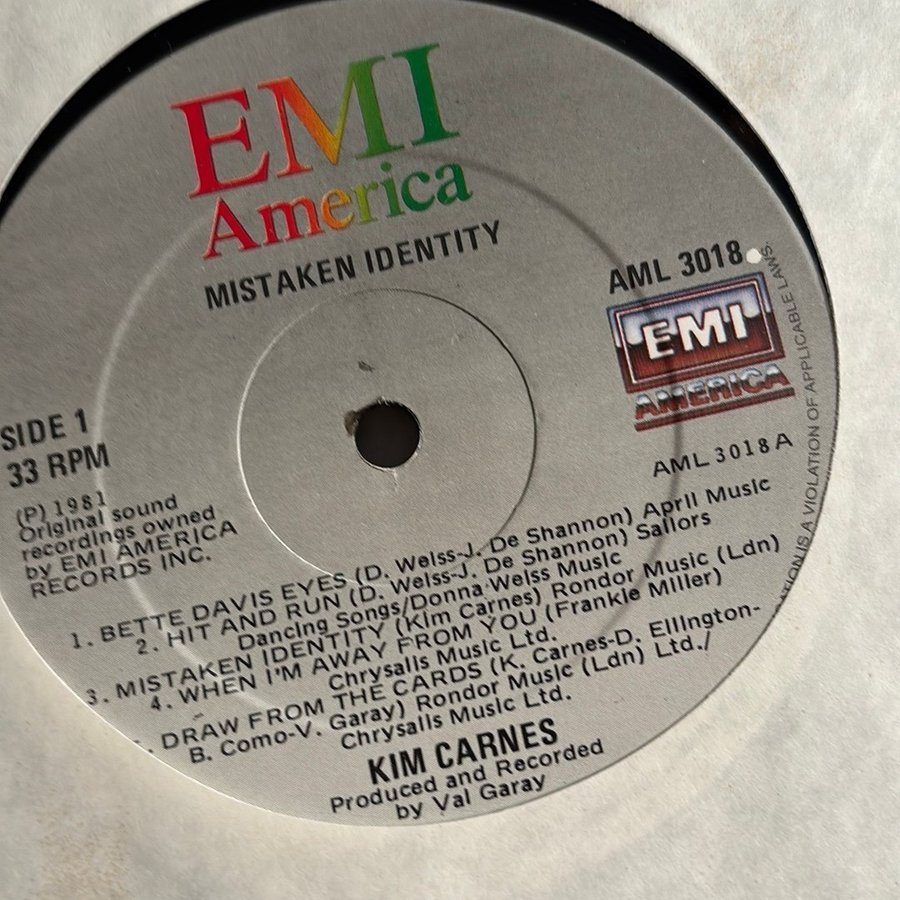 EMI
America
MISTAKEN IDENTITY
AML 3018
EMI
AMERICA
AML 3018 A
SIDE 1
33 RPM
(P) 1981
Original sound
recordings owned
by EMI AMERICA
RECORDS INC.
1. BETTE DAVIS EYES (D. Weiss-J. De Shannon) April Music
2. HIT AND RUN (D. Weiss-J. De Shannon) Sailors
Dancing Songs/Donna-Weiss Music
3. MISTAKEN IDENTITY (Kim Carnes) Rondor Music (Ldn)
4. WHEN I'M AWAY FROM YOU (Frankie Miller)
Chrysalis Music Ltd.
. DRAW FROM THE CARDS (K. Carnes-D. Ellington-
B. Como-V. Garay) Rondor Music (Ldn) Ltd./
Chrysalis Music Ltd.
KIM CARNES
Produced and Recorded
by Val Garay
IS A VIOLATION OF APPLICABLE LAWS.